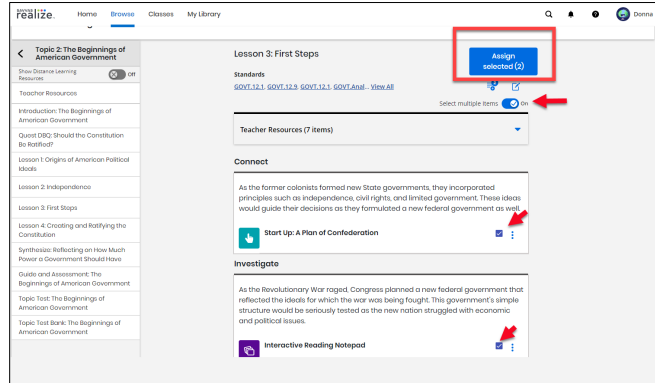 SAVVAS
realize.
Home Browse Classes My Library
Donna
Topic 2: The Beginnings of
American Government
Show Distance Learning
Resources
Off
Teacher Resources
Introduction: The Beginnings of
American Government
Quest DBQ: Should the Constitution
Be Ratified?
Lesson 1: Origins of American Political
Ideals
Lesson 2: Independence
Lesson 3: First Steps
Lesson 4: Creating and Ratifying the
Constitution
Synthesize: Reflecting on How Much
Power a Government Should Have
Guide and Assessment: The
Beginnings of American Government
Topic Test: The Beginnings of
American Government
Topic Test Bank: The Beginnings of
American Government
Lesson 3: First Steps
Assign
selected (2)
Standards
GOVT.12.1, GOVT.12.9, GOVT.12.1, GOVT.Anal... View All
Select multiple items On
Teacher Resources (7 items)
Connect
As the former colonists formed new State governments, they incorporated
principles such as independence, civil rights, and limited government. These ideas
would guide their decisions as they formulated a new federal government as well.
Start Up: A Plan of Confederation
Investigate
As the Revolutionary War raged, Congress planned a new federal government that
reflected the ideals for which the war was being fought. This government's simple
structure would be seriously tested as the new nation struggled with economic
and political issues.
Interactive Reading Notepad